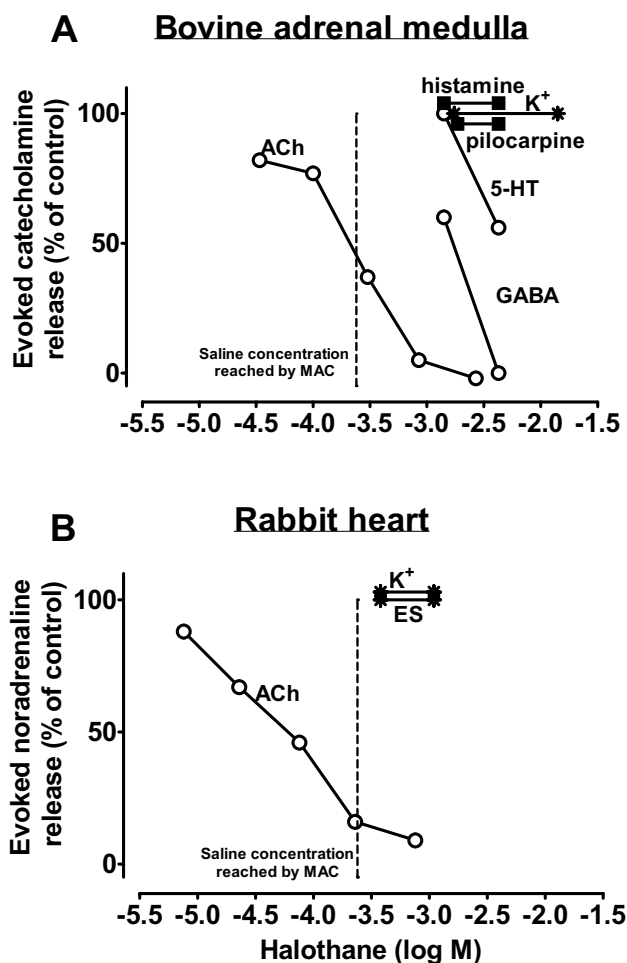 A
Bovine adrenal medulla
Evoked catecholamine
release (% of control)
100
50
0
histamine
K+
pilocarpine
ACh
5-HT
GABA
Saline concentration
reached by MAC
-5.5 -5.0 -4.5 -4.0 -3.5 -3.0 -2.5 -2.0 -1.5
B
Rabbit heart
Evoked noradrenaline
release (% of control)
100
50
0
K+
ES
ACh
Saline concentration
reached by MAC
-5.5 -5.0 -4.5 -4.0 -3.5 -3.0 -2.5 -2.0 -1.5
Halothane (log M)